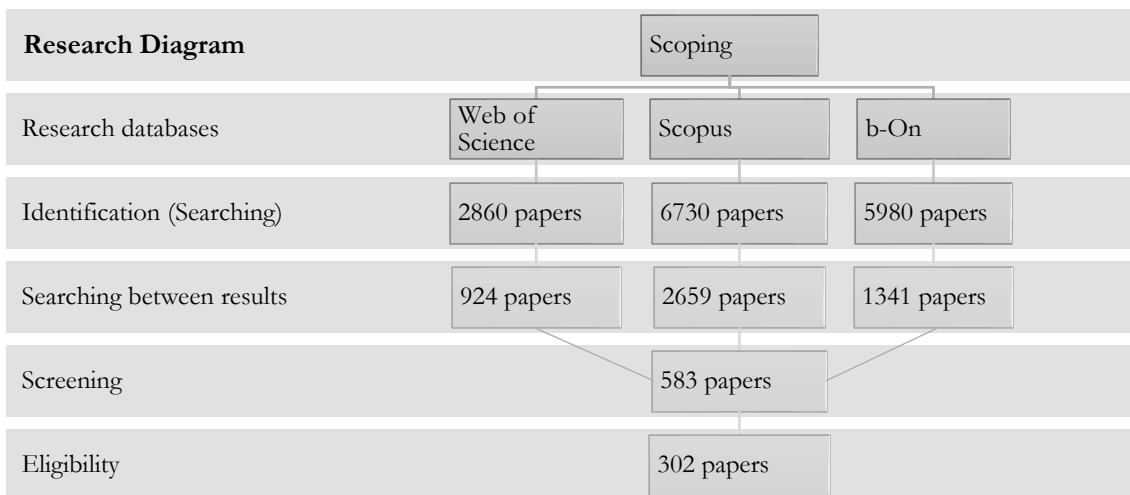 Research Diagram
Scoping
Research databases
Web of
Science
Scopus
b-On
Identification (Searching)
2860 papers
6730 papers
5980 papers
Searching between results
924 papers
2659 papers
1341 papers
Screening
583 papers
Eligibility
302 papers